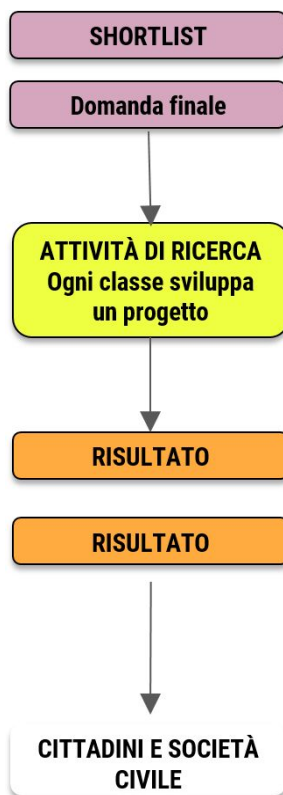 SHORTLIST
Domanda finale
ATTIVITÀ DI RICERCA
Ogni classe sviluppa
un progetto
RISULTATO
RISULTATO
CITTADINI E SOCIETÀ
CIVILE